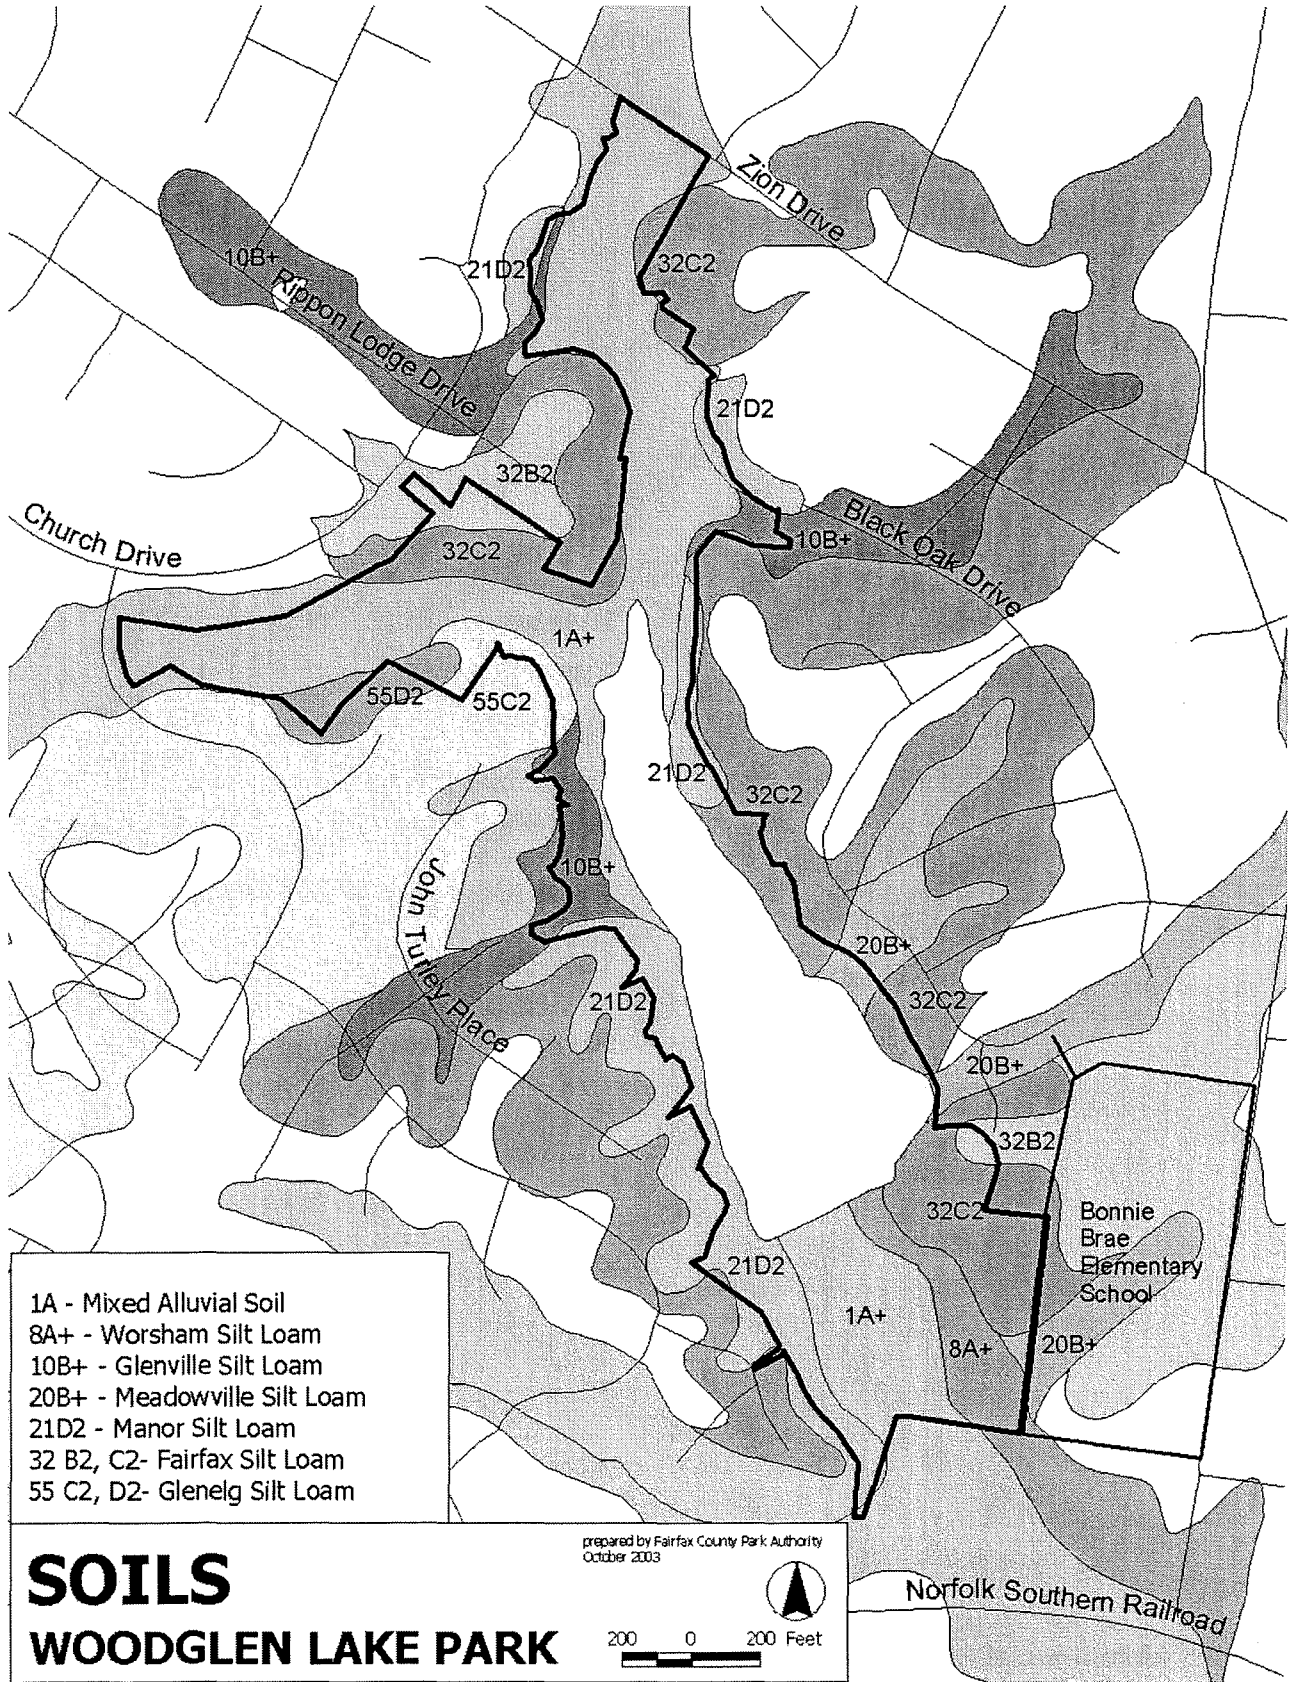 Zion Drive
10B+
21D2
32C2
Rippon Lodge Drive
21D2
32B2
Church Drive
Black Oak Drive
10B+
32C2
1A+
55D2
55C2
21D2
32C2
John Turley Place
10B+
20B+
21D2
32C2
20B+
32B2
32C2
Bonnie
Brae
Elementary
School
21D2
1A+
8A+
20B+
1A - Mixed Alluvial Soil
8A+ - Worsham Silt Loam
10B+ - Glenville Silt Loam
20B+ - Meadowville Silt Loam
21D2 - Manor Silt Loam
32 B2, C2- Fairfax Silt Loam
55 C2, D2- Glenelg Silt Loam
prepared by Fairfax County Park Authority
October 2003
SOILS
WOODGLEN LAKE PARK
200 0 200 Feet
Norfolk Southern Railroad